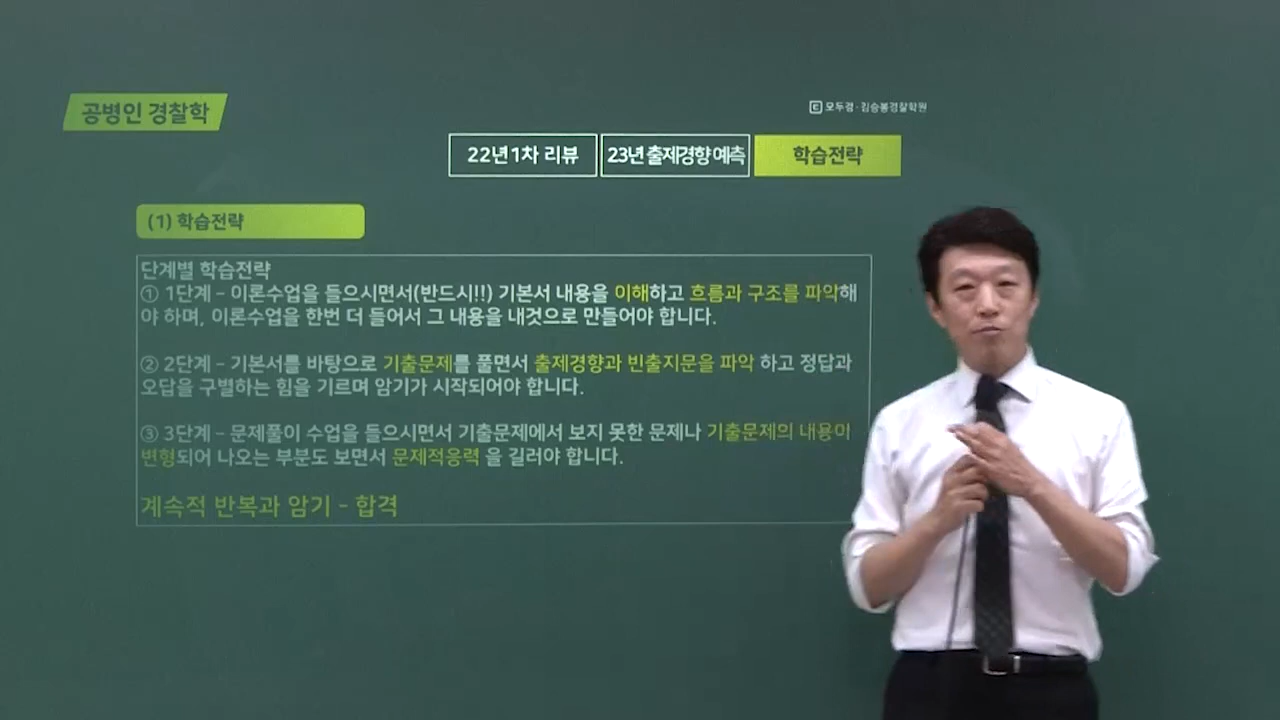 공병인 경찰학
모두경·김승봉경찰학원
22년 1차 리뷰
23년 출제경향 예측
학습전략
(1) 학습전략
단계별 학습전략
① 1단계 – 이론수업을 들으시면서(반드시!!) 기본서 내용을 이해하고 흐름과 구조를 파악해
야 하며, 이론수업을 한번 더 들어서 그 내용을 내것으로 만들어야 합니다.
② 2단계 – 기본서를 바탕으로 기출문제를 풀면서 출제경향과 빈출지문을 파악 하고 정답과
오답을 구별하는 힘을 기르며 암기가 시작되어야 합니다.
③ 3단계 – 문제풀이 수업을 들으시면서 기출문제에서 보지 못한 문제나 기출문제의 내용이
변형되어 나오는 부분도 보면서 문제적응력 을 길러야 합니다.
계속적 반복과 암기 - 합격